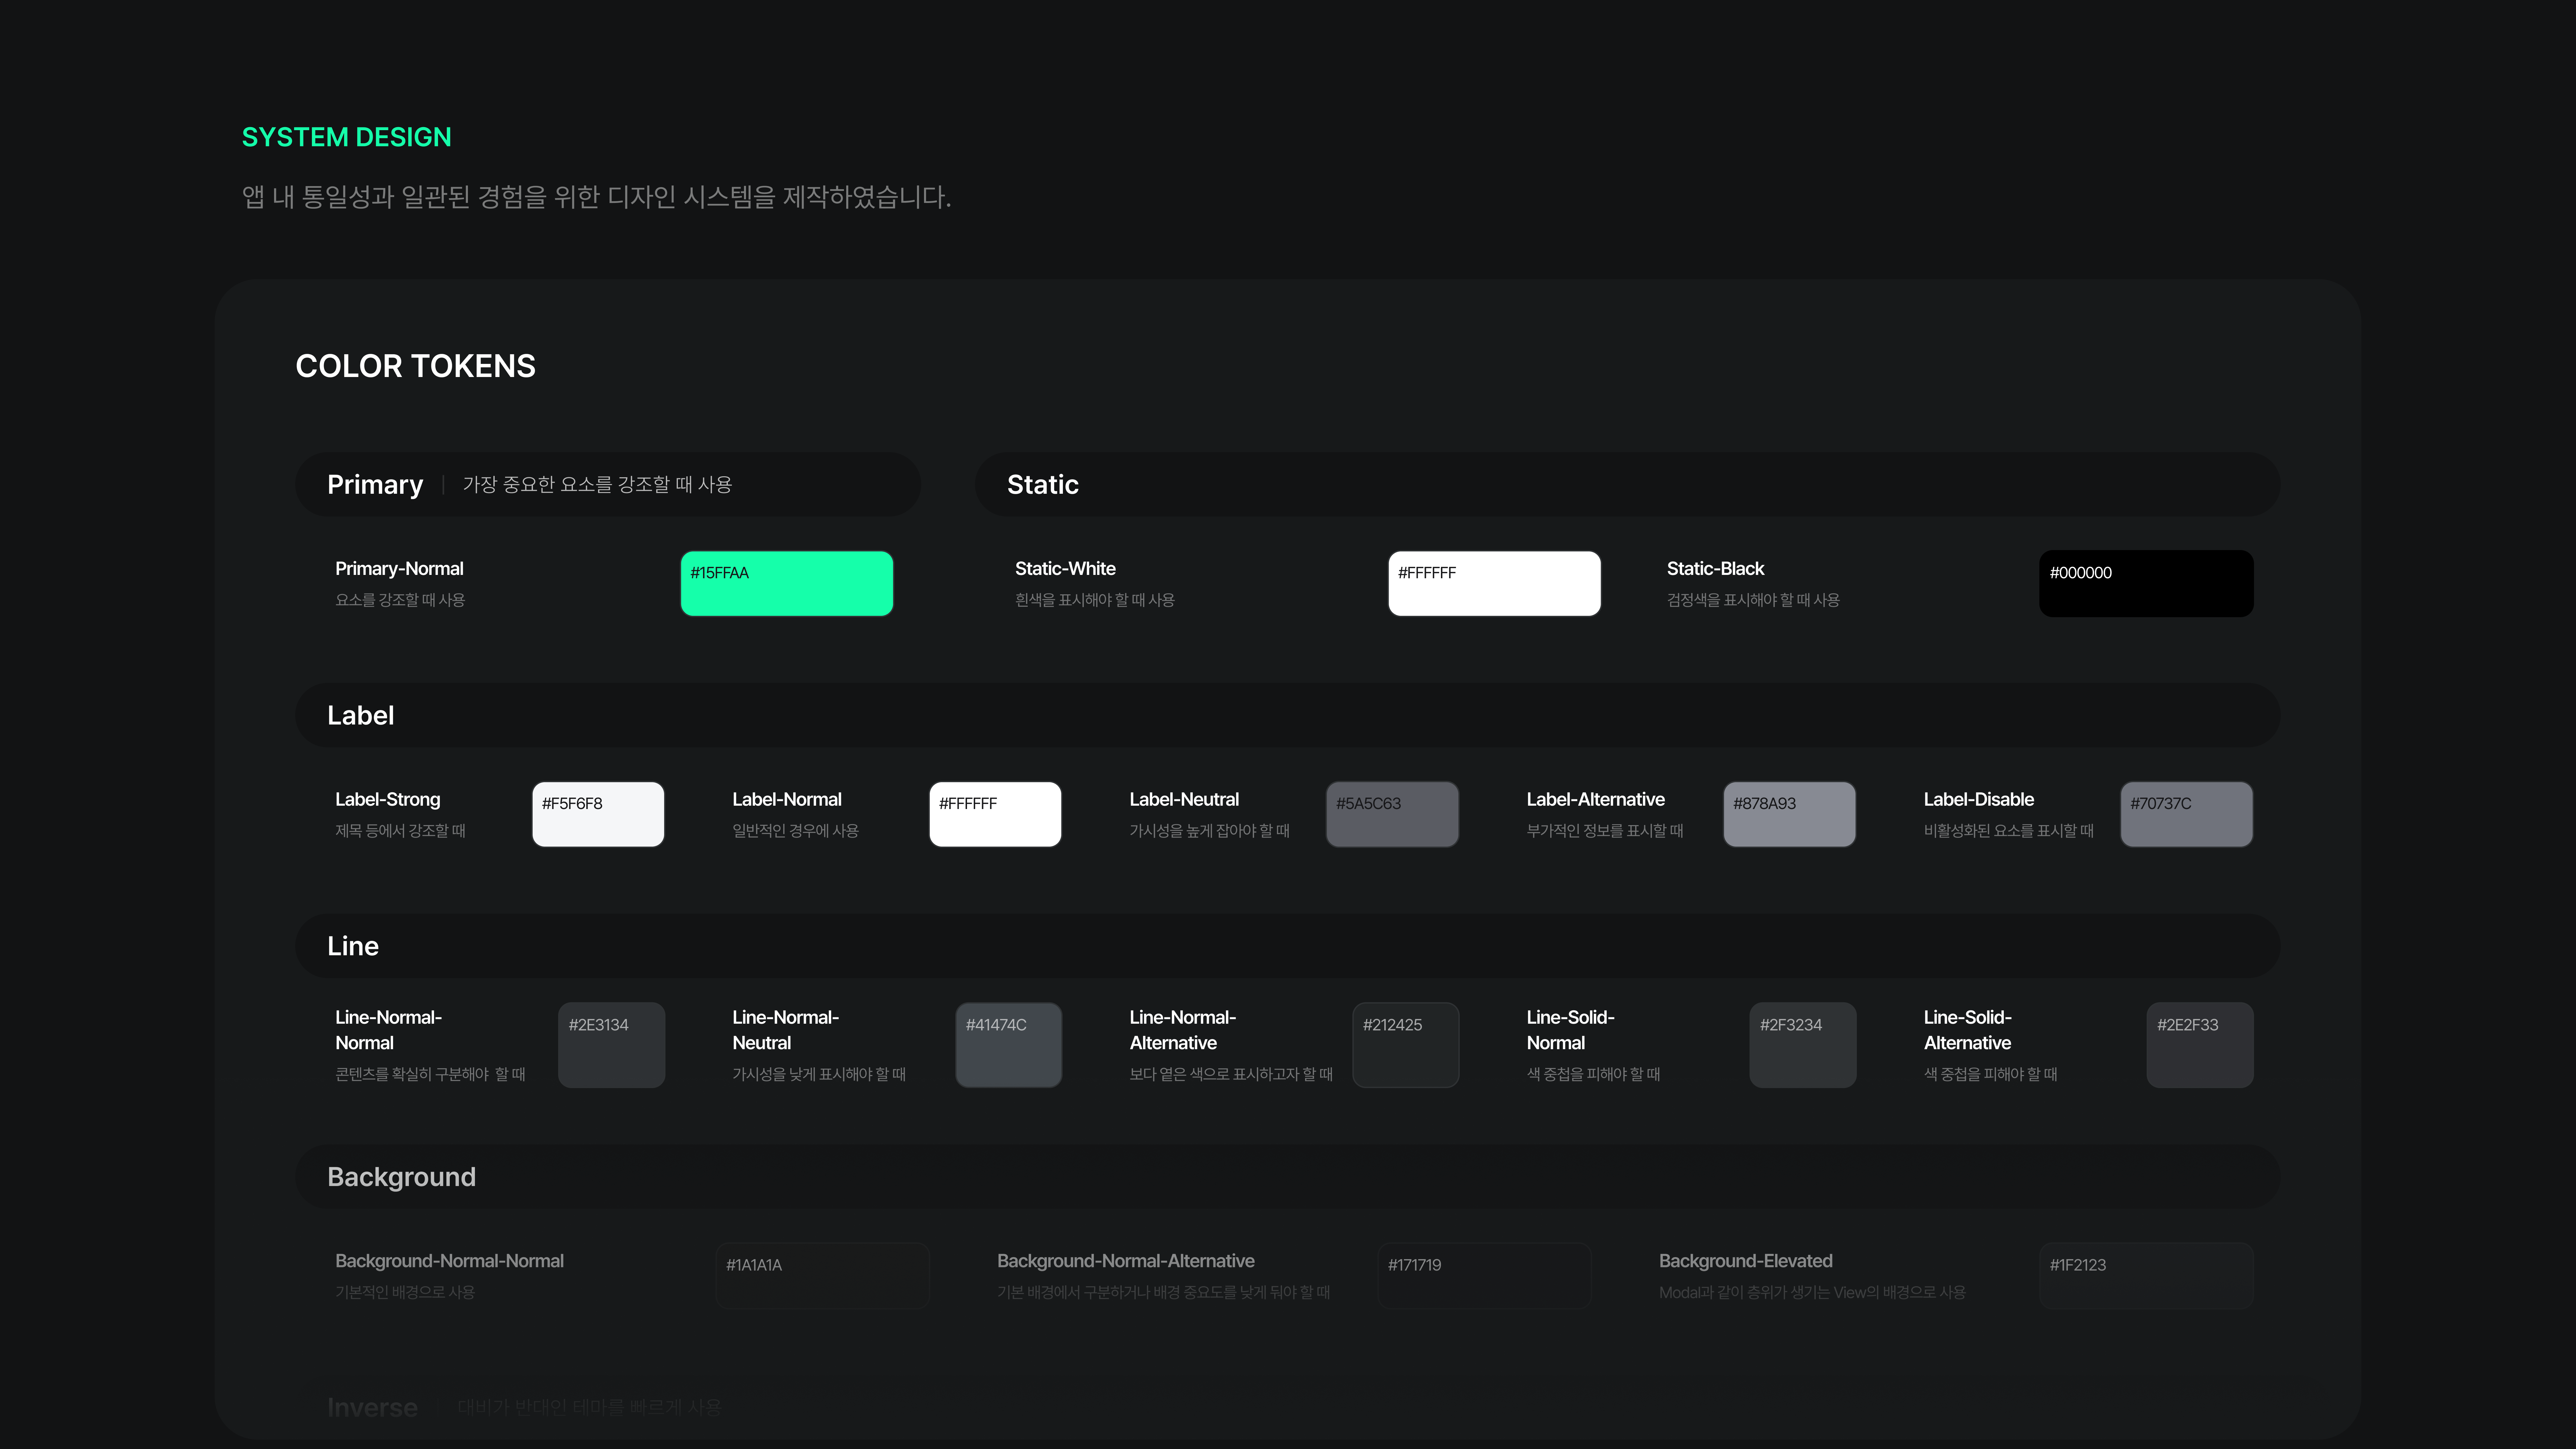 SYSTEM DESIGN
앱 내 통일성과 일관된 경험을 위한 디자인 시스템을 제작하였습니다.
COLOR TOKENS
Primary | 가장 중요한 요소를 강조할 때 사용
Static
Primary-Normal
요소를 강조할 때 사용
#15FFAA
Static-White
흰색을 표시해야 할 때 사용
#FFFFFF
Static-Black
검정색을 표시해야 할 때 사용
#000000
Label
Label-Strong
제목 등에서 강조할 때
#F5F6F8
Label-Normal
일반적인 경우에 사용
#FFFFFF
Label-Neutral
가시성을 높게 잡아야 할 때
#5A5C63
Label-Alternative
부가적인 정보를 표시할 때
#878A93
Label-Disable
비활성화된 요소를 표시할 때
#70737C
Line
Line-Normal-
Normal
콘텐츠를 확실히 구분해야 할 때
#2E3134
Line-Normal-
Neutral
가시성을 낮게 표시해야 할 때
#41474C
Line-Normal-
Alternative
보다 옅은 색으로 표시하고자 할 때
#212425
Line-Solid-
Normal
색 중첩을 피해야 할 때
#2F3234
Line-Solid-
Alternative
색 중첩을 피해야 할 때
#2E2F33
Background
Background-Normal-Normal
기본적인 배경으로 사용
#1A1A1A
Background-Normal-Alternative
기본 배경에서 구분하거나 배경 중요도를 낮게 둬야 할 때
#171719
Background-Elevated
Modal과 같이 층위가 생기는 View의 배경으로 사용
#1F2123
Inverse 대비가 반대인 테마를 빠르게 사용